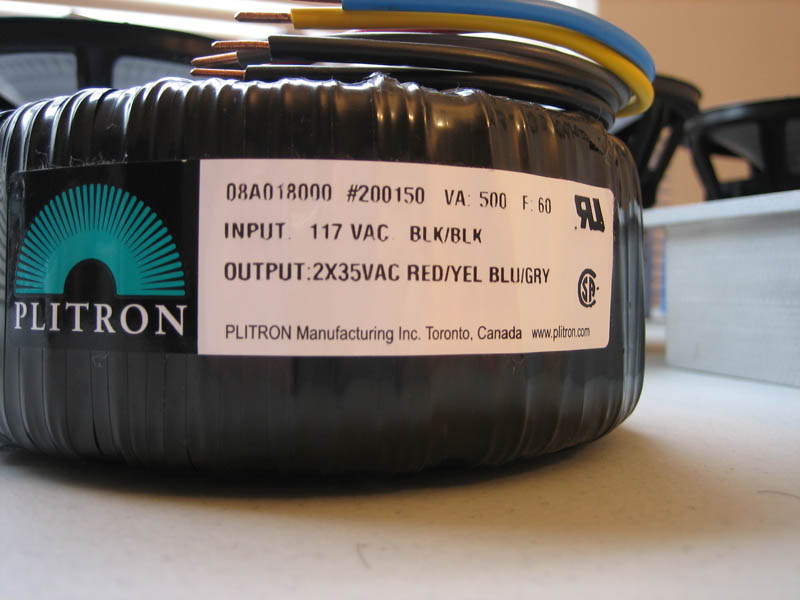 PLITRON
08A018000 #200150 VA: 500 F: 60
INPUT: 117 VAC BLK/BLK
OUTPUT:2X35VAC RED/YEL BLU/GRY
PLITRON Manufacturing Inc. Toronto, Canada www.plitron.com